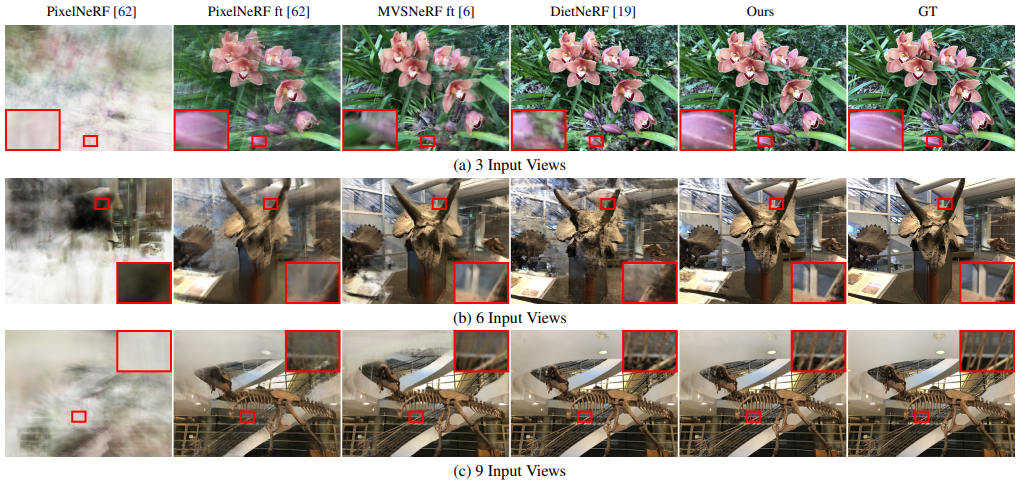 PixelNeRF [62] PixelNeRF ft [62] MVSNeRF ft [6] DietNeRF [19] Ours GT
(a) 3 Input Views
(b) 6 Input Views
(c) 9 Input Views